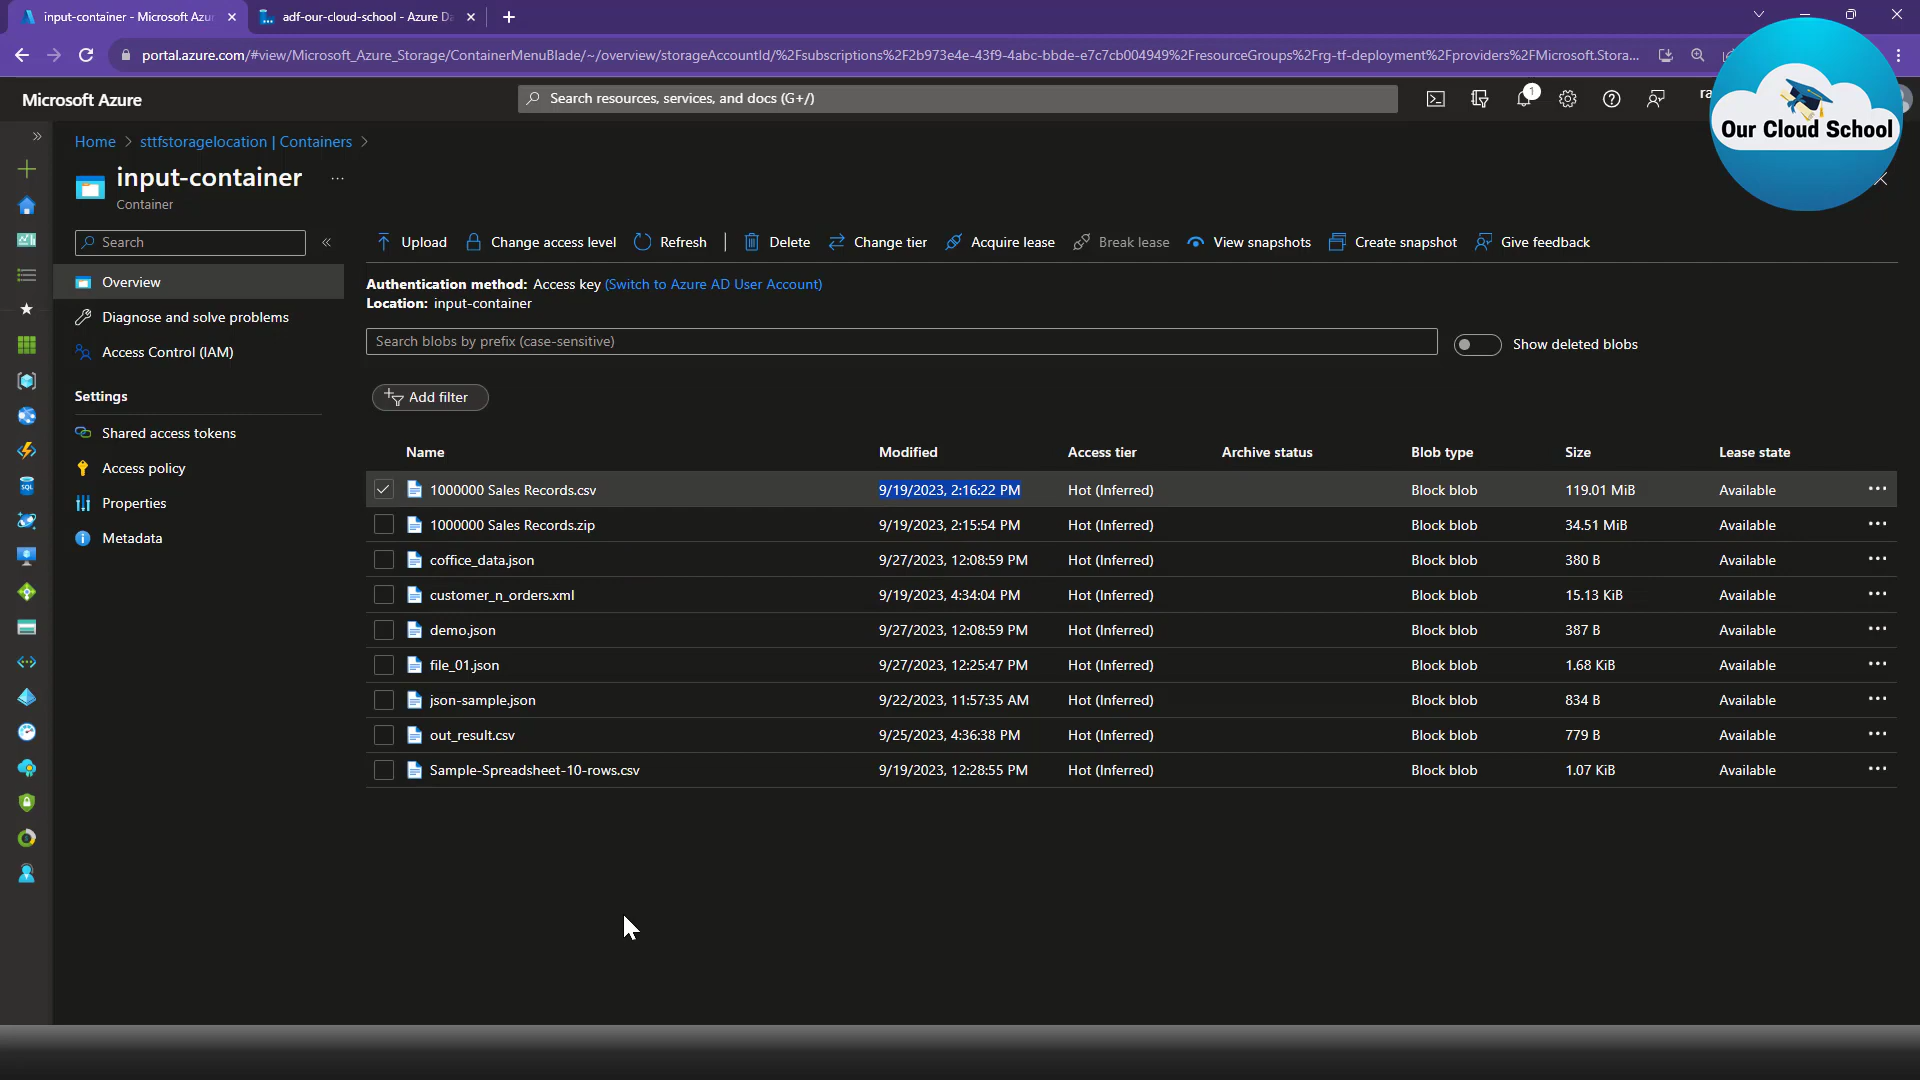 input-container - Microsoft Azu
adf-our-cloud-school - Azure Da
portal.azure.com/#view/Microsoft_Azure_Storage/ContainerMenuBlade/~/overview/storageAccountId/%2Fsubscriptions%2F2b973e4e-43f9-4abc-bbde-e7c7cb004949%2FresourceGroups%2Frg-tf-deployment%2Fproviders%2FMicrosoft.Stora...
Microsoft Azure
Search resources, services, and docs (G+/)
1
ra
Our Cloud School
Home > sttfstoragelocation | Containers >
input-container ...
Container
Search
Upload Change access level Refresh Delete Change tier Acquire lease Break lease View snapshots Create snapshot Give feedback
Overview
Diagnose and solve problems
Access Control (IAM)
Settings
Shared access tokens
Access policy
Properties
Metadata
Authentication method: Access key (Switch to Azure AD User Account)
Location: input-container
Search blobs by prefix (case-sensitive)
Show deleted blobs
Add filter
Name Modified Access tier Archive status Blob type Size Lease state
1000000 Sales Records.csv 9/19/2023, 2:16:22 PM Hot (Inferred) Block blob 119.01 MiB Available ...
1000000 Sales Records.zip 9/19/2023, 2:15:54 PM Hot (Inferred) Block blob 34.51 MiB Available ...
coffice_data.json 9/27/2023, 12:08:59 PM Hot (Inferred) Block blob 380 B Available ...
customer_n_orders.xml 9/19/2023, 4:34:04 PM Hot (Inferred) Block blob 15.13 KiB Available ...
demo.json 9/27/2023, 12:08:59 PM Hot (Inferred) Block blob 387 B Available ...
file_01.json 9/27/2023, 12:25:47 PM Hot (Inferred) Block blob 1.68 KiB Available ...
json-sample.json 9/22/2023, 11:57:35 AM Hot (Inferred) Block blob 834 B Available ...
out_result.csv 9/25/2023, 4:36:38 PM Hot (Inferred) Block blob 779 B Available ...
Sample-Spreadsheet-10-rows.csv 9/19/2023, 12:28:55 PM Hot (Inferred) Block blob 1.07 KiB Available ...
SQL